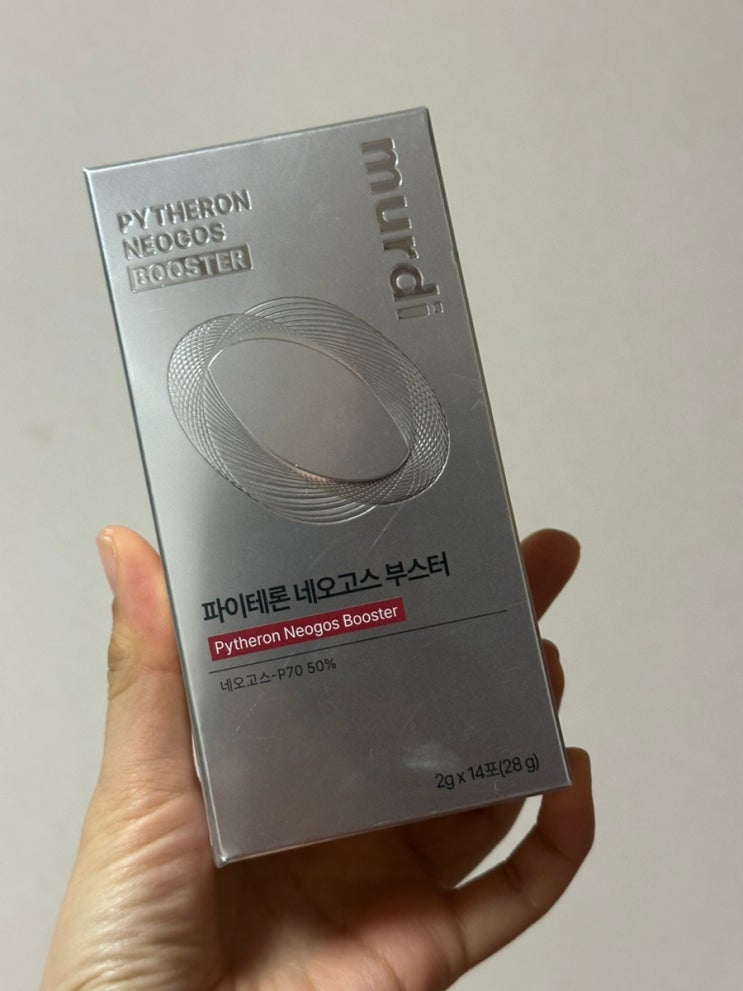 PYTHERON
NEOGOS
BOOSTER
murdi
파이테론 네오고스 부스터
Pytheron Neogos Booster
네오고스-P70 50%
2g x 14포(28 g)